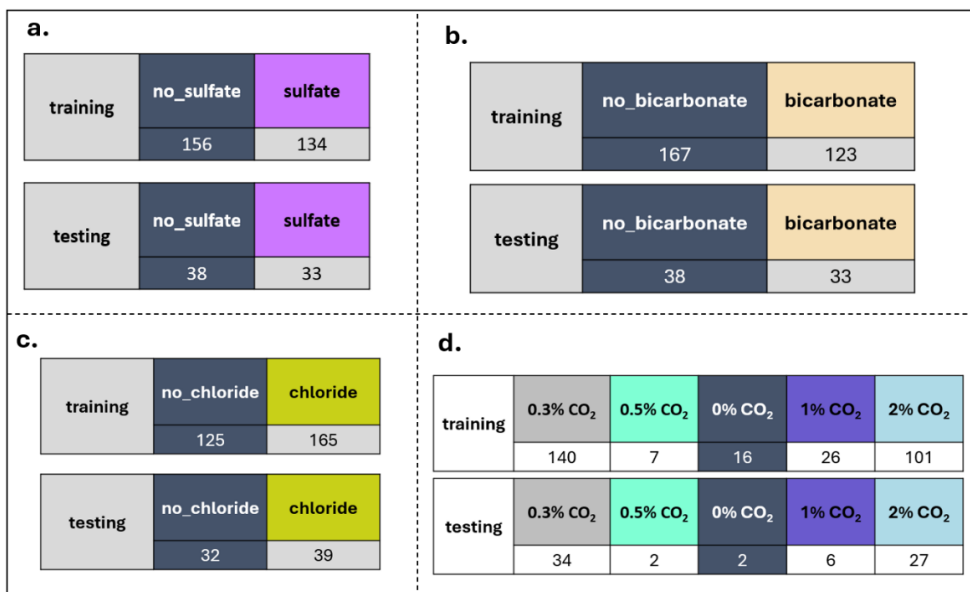 a.
training no_sulfate sulfate
156 134
testing no_sulfate sulfate
38 33
b.
training no_bicarbonate bicarbonate
167 123
testing no_bicarbonate bicarbonate
38 33
c.
training no_chloride chloride
125 165
testing no_chloride chloride
32 39
d.
training 0.3% CO₂ 0.5% CO₂ 0% CO₂ 1% CO₂ 2% CO₂
140 7 16 26 101
testing 0.3% CO₂ 0.5% CO₂ 0% CO₂ 1% CO₂ 2% CO₂
34 2 2 6 27